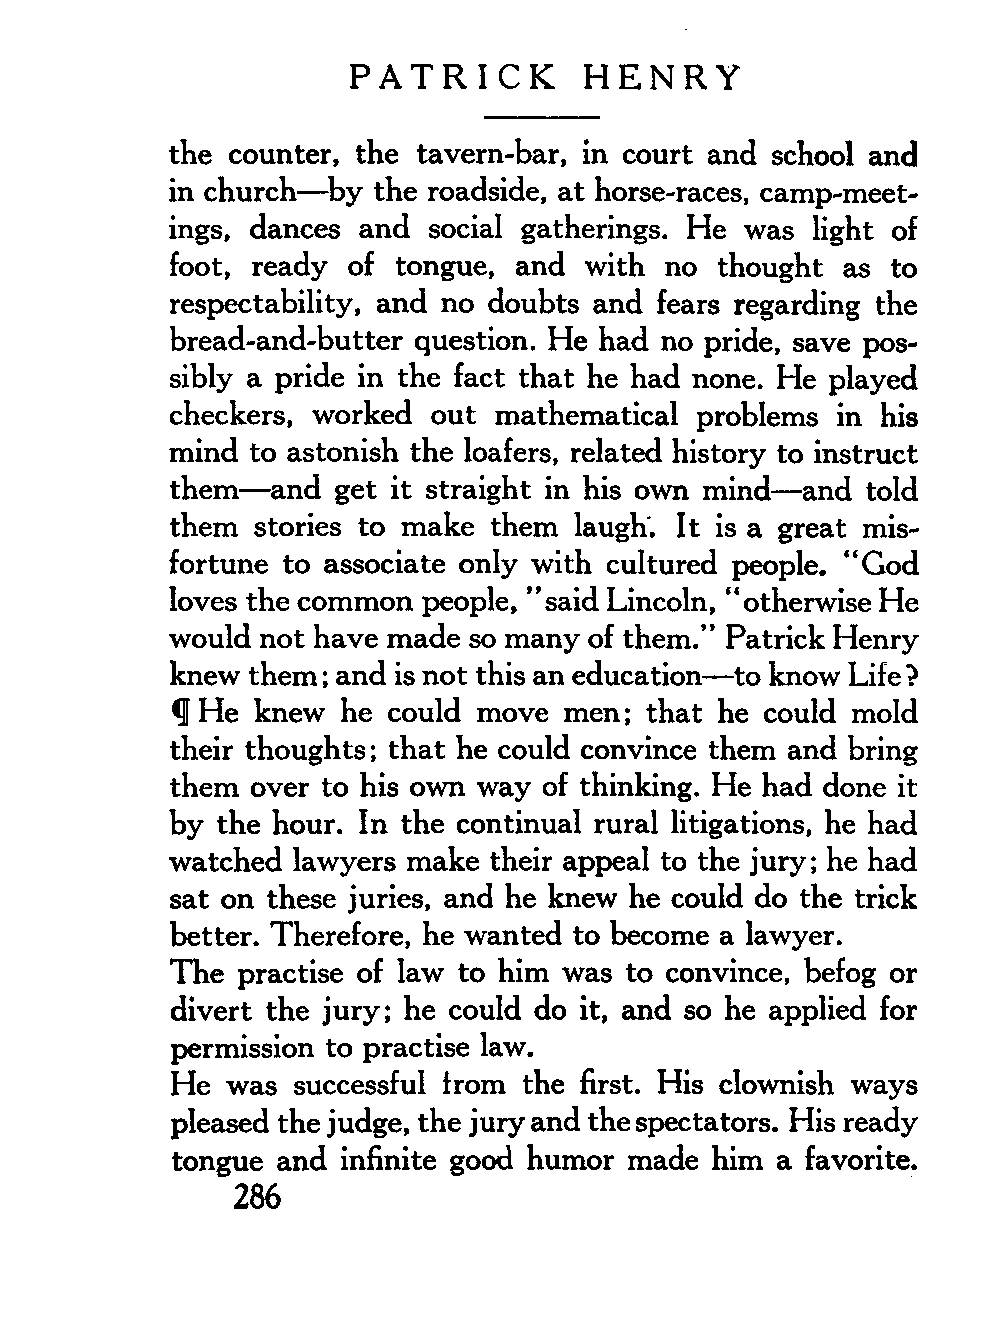 PATRICK HENRY
the counter, the tavern-bar, in court and school and
in church—by the roadside, at horse-races, camp-meet-
ings, dances and social gatherings. He was light of
foot, ready of tongue, and with no thought as to
respectability, and no doubts and fears regarding the
bread-and-butter question. He had no pride, save pos-
sibly a pride in the fact that he had none. He played
checkers, worked out mathematical problems in his
mind to astonish the loafers, related history to instruct
them—and get it straight in his own mind—and told
them stories to make them laugh. It is a great mis-
fortune to associate only with cultured people. “God
loves the common people, ” said Lincoln, “otherwise He
would not have made so many of them.” Patrick Henry
knew them; and is not this an education—to know Life?
¶ He knew he could move men; that he could mold
their thoughts; that he could convince them and bring
them over to his own way of thinking. He had done it
by the hour. In the continual rural litigations, he had
watched lawyers make their appeal to the jury; he had
sat on these juries, and he knew he could do the trick
better. Therefore, he wanted to become a lawyer.
The practise of law to him was to convince, befog or
divert the jury; he could do it, and so he applied for
permission to practise law.
He was successful from the first. His clownish ways
pleased the judge, the jury and the spectators. His ready
tongue and infinite good humor made him a favorite.
286